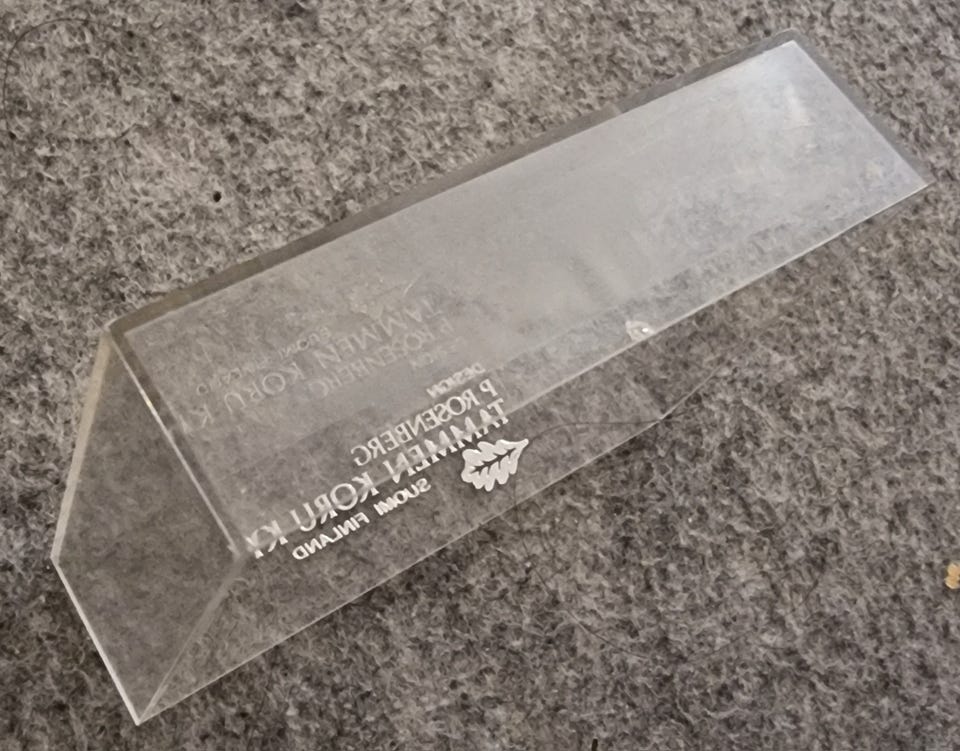 DESIGN
P ROSENBERG
TAMMEN KORU KY
SUOMI FINLAND